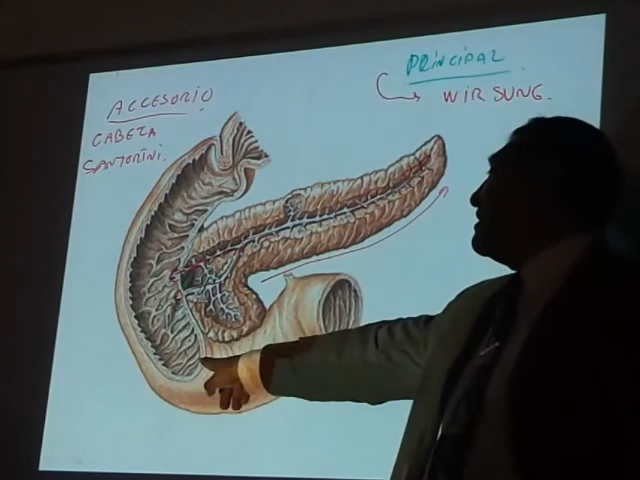 ACCESORIO
CABEZA
SANTORINI.
PRINCIPAL
WIRSUNG.